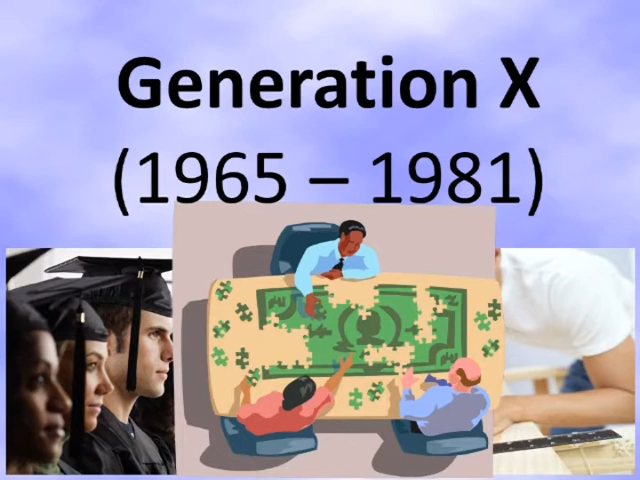 Generation X
(1965 – 1981)